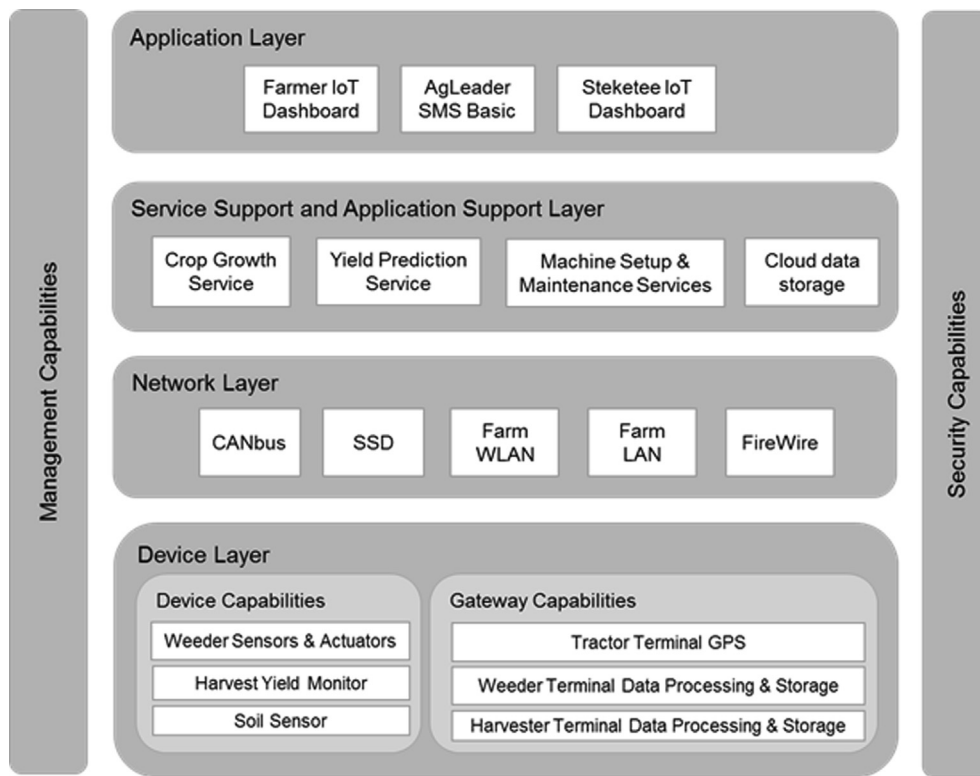 Management Capabilities
Application Layer
Farmer IoT
Dashboard
AgLeader
SMS Basic
Steketee IoT
Dashboard
Service Support and Application Support Layer
Crop Growth
Service
Yield Prediction
Service
Machine Setup &
Maintenance Services
Cloud data
storage
Network Layer
CANbus
SSD
Farm
WLAN
Farm
LAN
FireWire
Device Layer
Device Capabilities
Weeder Sensors & Actuators
Harvest Yield Monitor
Soil Sensor
Gateway Capabilities
Tractor Terminal GPS
Weeder Terminal Data Processing & Storage
Harvester Terminal Data Processing & Storage
Security Capabilities